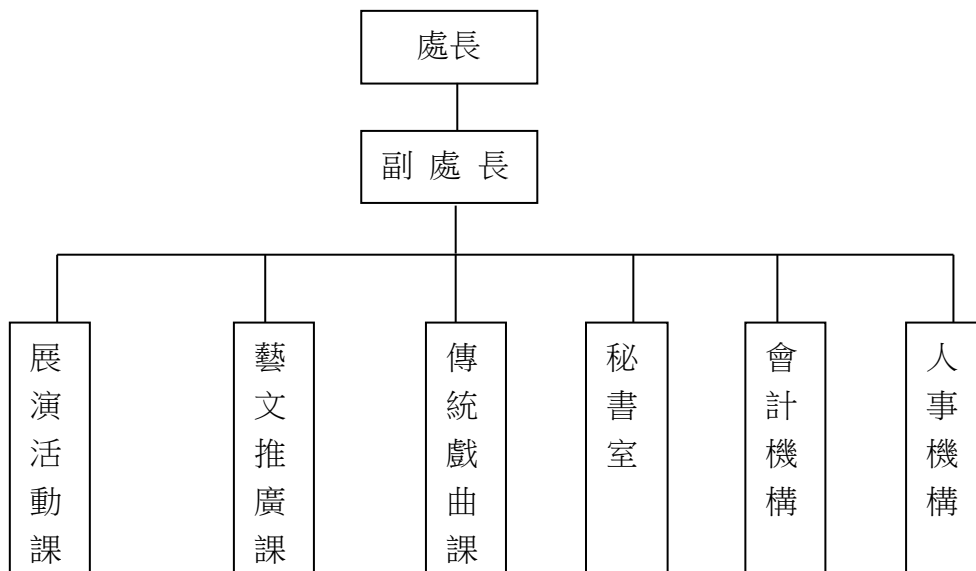 處長
副處長
展演活動課
藝文推廣課
傳統戲曲課
秘書室
會計機構
人事機構